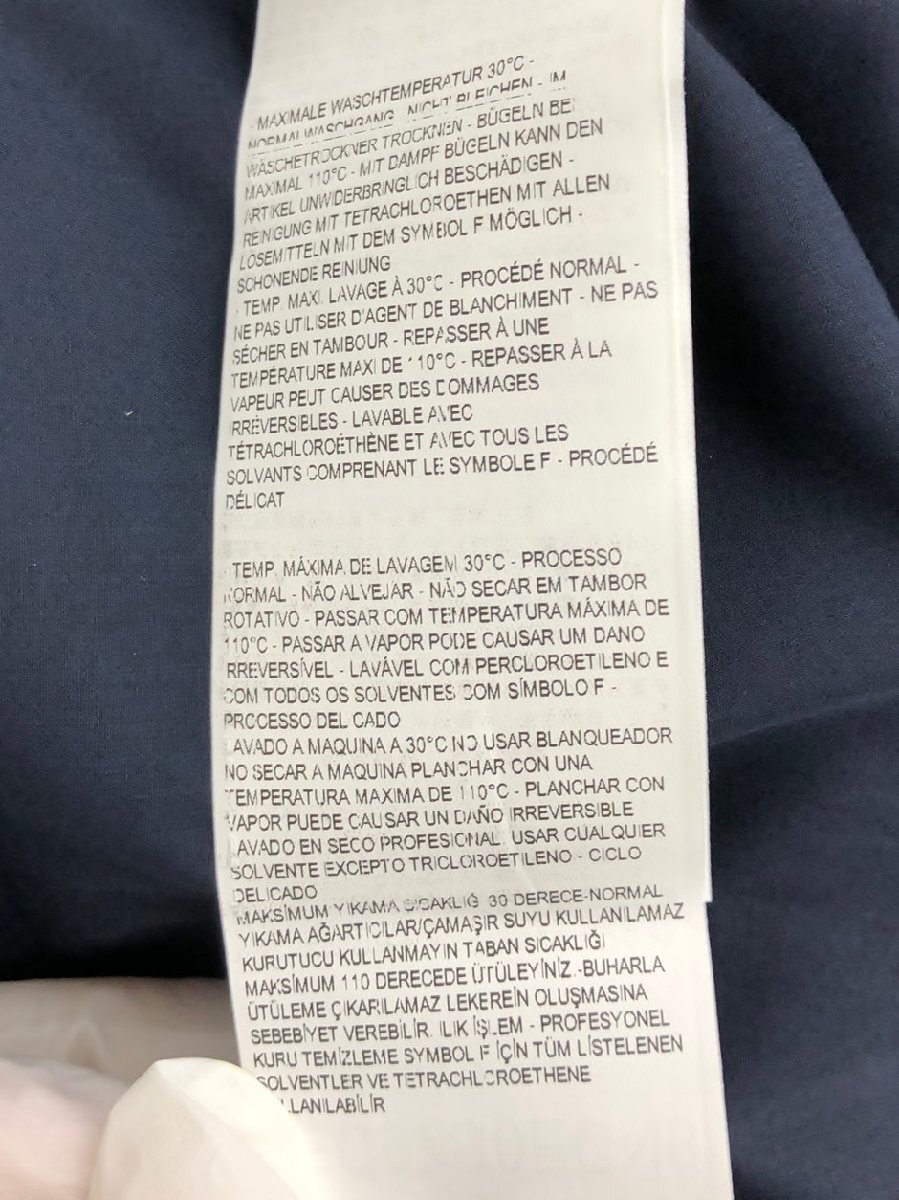 - MAXIMALE WASCHTEMPERATUR 30°C -
NORMALWASCHGANG - NICHT BLEICHEN - IM
WÄSCHETROCKNER TROCKNEN - BÜGELN BEI
MAXIMAL 110°C - MIT DAMPF BÜGELN KANN DEN
ARTIKEL UNWIDERBRINGLICH BESCHÄDIGEN -
REINIGUNG MIT TETRACHLOROETHEN MIT ALLEN
LÖSEMITTELN MIT DEM SYMBOL F MÖGLICH -
SCHONENDE REINIUNG
- TEMP. MAXI. LAVAGE À 30°C - PROCÉDÉ NORMAL -
NE PAS UTILISER D'AGENT DE BLANCHIMENT - NE PAS
SÉCHER EN TAMBOUR - REPASSER À UNE
TEMPÉRATURE MAXI DE 110°C - REPASSER À LA
VAPEUR PEUT CAUSER DES DOMMAGES
IRRÉVERSIBLES - LAVABLE AVEC
TÉTRACHLOROÉTHÈNE ET AVEC TOUS LES
SOLVANTS COMPRENANT LE SYMBOLE F - PROCÉDÉ
DÉLICAT
- TEMP. MÁXIMA DE LAVAGEM 30°C - PROCESSO
NORMAL - NÃO ALVEJAR - NÃO SECAR EM TAMBOR
ROTATIVO - PASSAR COM TEMPERATURA MÁXIMA DE
110°C - PASSAR A VAPOR PODE CAUSAR UM DANO
IRREVERSÍVEL - LAVÁVEL COM PERCLOROETILENO E
COM TODOS OS SOLVENTES COM SÍMBOLO F -
PROCESSO DELICADO
LAVADO A MAQUINA A 30°C NO USAR BLANQUEADOR
NO SECAR A MAQUINA PLANCHAR CON UNA
TEMPERATURA MAXIMA DE 110°C - PLANCHAR CON
VAPOR PUEDE CAUSAR UN DAÑO IRREVERSIBLE
LAVADO EN SECO PROFESIONAL. USAR CUALQUIER
SOLVENTE EXCEPTO TRICLOROETILENO - CICLO
DELICADO
MAKSİMUM YIKAMA SICAKLIĞ 30 DERECE-NORMAL
YIKAMA AĞARTICILAR/ÇAMAŞIR SUYU KULLANILAMAZ
KURUTUCU KULLANMAYIN TABAN SICAKLIĞI
MAKSİMUM 110 DERECEDE ÜTÜLEYİNİZ.-BUHARLA
ÜTÜLEME ÇIKARILAMAZ LEKEREİN OLUŞMASINA
SEBEBİYET VEREBİLİR. ILIK İŞLEM - PROFESYONEL
KURU TEMİZLEME SYMBOL F İÇİN TÜM LİSTELENEN
SOLVENTLER VE TETRACHLOROETHENE